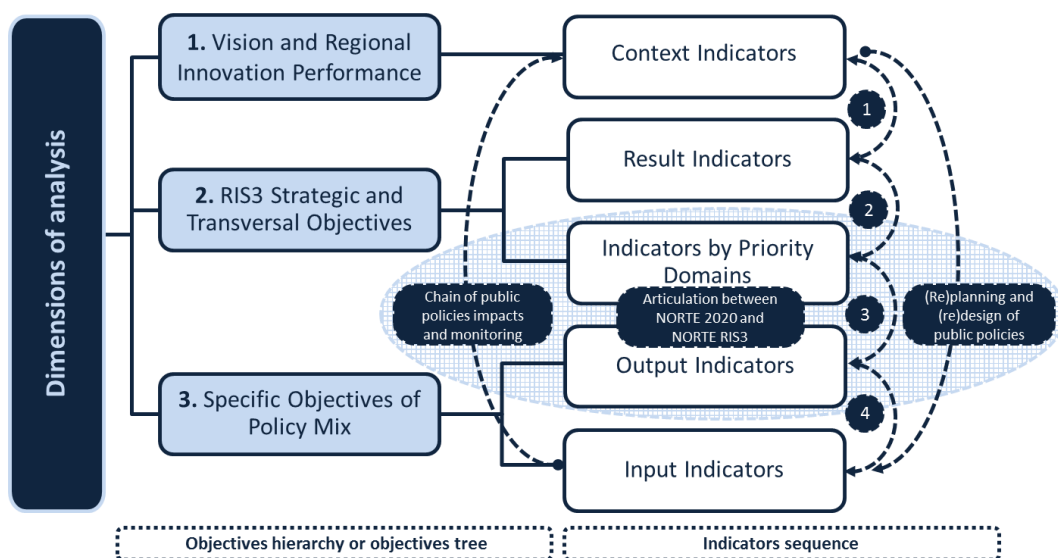 Dimensions of analysis
1. Vision and Regional
Innovation Performance
2. RIS3 Strategic and
Transversal Objectives
3. Specific Objectives of
Policy Mix
Context Indicators
Result Indicators
Indicators by Priority
Domains
Output Indicators
Input Indicators
Chain of public
policies impacts
and monitoring
Articulation between
NORTE 2020 and
NORTE RIS3
(Re)planning and
(re)design of
public policies
1
2
3
4
Objectives hierarchy or objectives tree
Indicators sequence